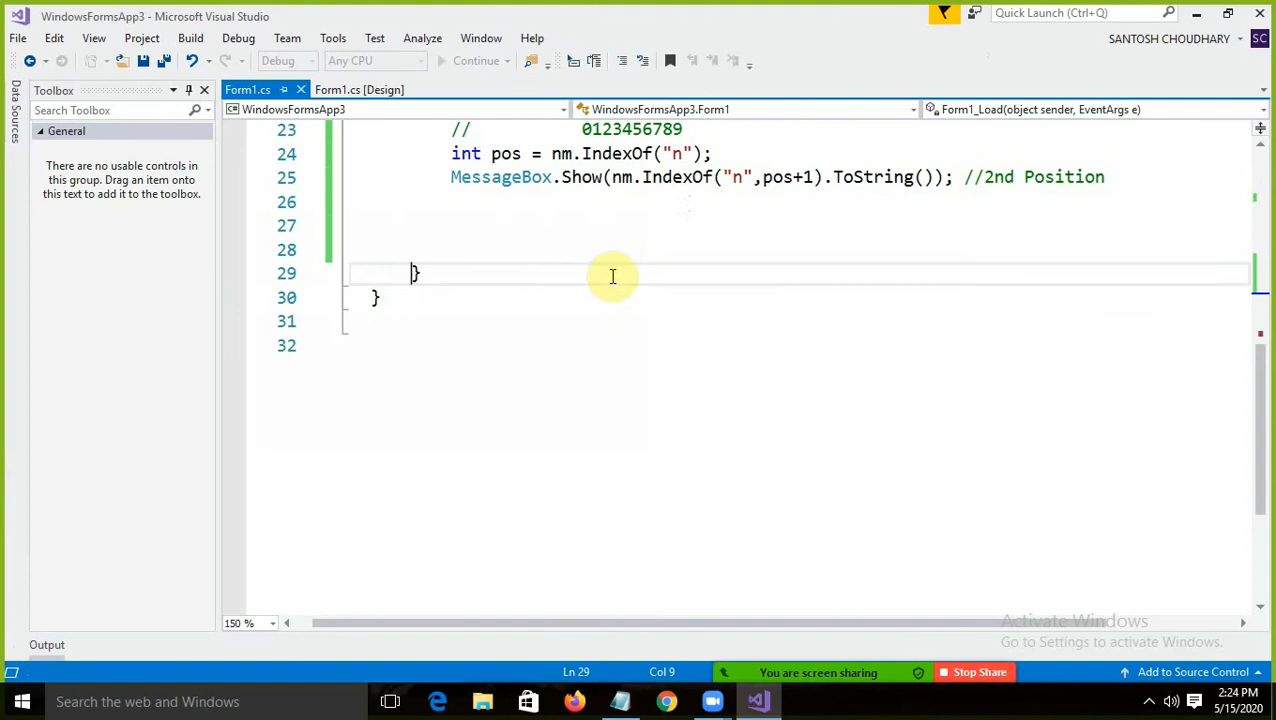 WindowsFormsApp3 - Microsoft Visual Studio
Quick Launch (Ctrl+Q)
File Edit View Project Build Debug Team Tools Test Analyze Window Help
SANTOSH CHOUDHARY SC
Debug Any CPU Continue
Data Sources
Toolbox
Form1.cs Form1.cs [Design]
Search Toolbox
WindowsFormsApp3 WindowsFormsApp3.Form1 Form1_Load(object sender, EventArgs e)
General
There are no usable controls in
this group. Drag an item onto
this text to add it to the toolbox.
23 // 0123456789
24 int pos = nm.IndexOf("n");
25 MessageBox.Show(nm.IndexOf("n",pos+1).ToString()); //2nd Position
26
27
28
29 }
30 }
31
32
150 %
Activate Windows
Go to Settings to activate Windows.
Output
Ln 29 Col 9 You are screen sharing Stop Share Add to Source Control
Search the web and Windows
2:24 PM
5/15/2020